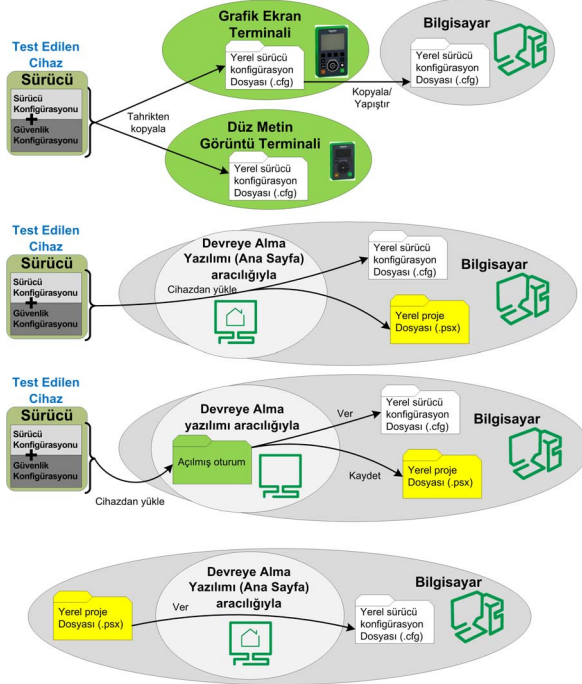 Test Edilen
Cihaz
Sürücü
Sürücü
Konfigürasyonu
+
Güvenlik
Konfigürasyonu
Tahrikten
kopyala
Grafik Ekran
Terminali
Yerel sürücü
konfigürasyon
Dosyası (.cfg)
Kopyala/
Yapıştır
Bilgisayar
Yerel sürücü
konfigürasyon
Dosyası (.cfg)
Düz Metin
Görüntü Terminali
Yerel sürücü
konfigürasyon
Dosyası (.cfg)
Test Edilen
Cihaz
Sürücü
Sürücü
Konfigürasyonu
+
Güvenlik
Konfigürasyonu
Devreye Alma
Yazılımı (Ana Sayfa)
aracılığıyla
Cihazdan yükle
Yerel sürücü
konfigürasyon
Dosyası (.cfg)
Bilgisayar
Yerel proje
Dosyası (.psx)
Test Edilen
Cihaz
Sürücü
Sürücü
Konfigürasyonu
+
Güvenlik
Konfigürasyonu
Cihazdan yükle
Devreye Alma
yazılımı aracılığıyla
Açılmış oturum
Ver
Yerel sürücü
konfigürasyon
Dosyası (.cfg)
Bilgisayar
Kaydet
Yerel proje
Dosyası (.psx)
Devreye Alma
Yazılımı (Ana Sayfa)
aracılığıyla
Bilgisayar
Yerel proje
Dosyası (.psx)
Ver
Yerel sürücü
konfigürasyon
Dosyası (.cfg)